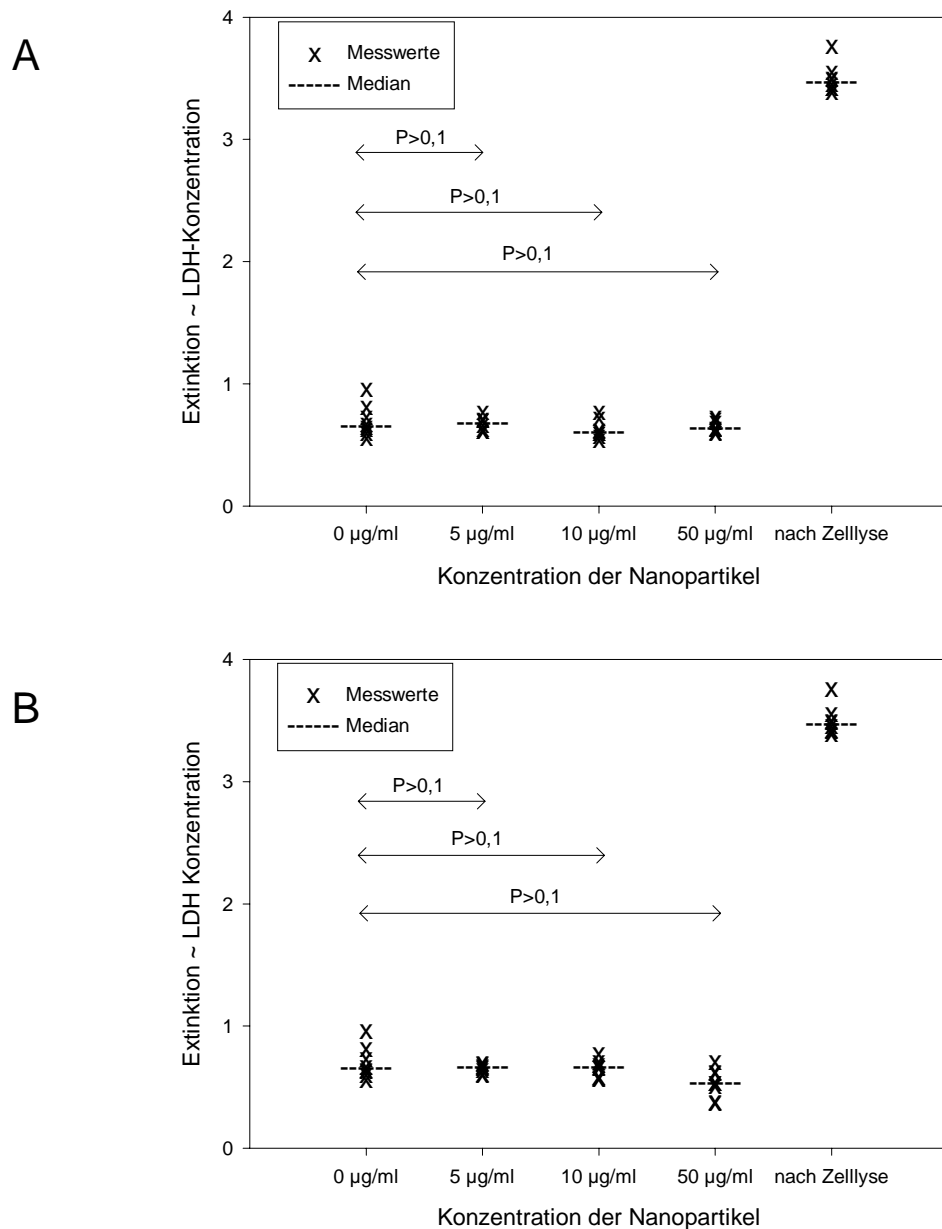 A
4
3
2
1
0
Extinktion ~ LDH-Konzentration
X Messwerte
Median
P>0,1
P>0,1
P>0,1
0 µg/ml 5 µg/ml 10 µg/ml 50 µg/ml nach Zelllyse
Konzentration der Nanopartikel
B
4
3
2
1
0
Extinktion ~ LDH Konzentration
X Messwerte
Median
P>0,1
P>0,1
P>0,1
0 µg/ml 5 µg/ml 10 µg/ml 50 µg/ml nach Zelllyse
Konzentration der Nanopartikel